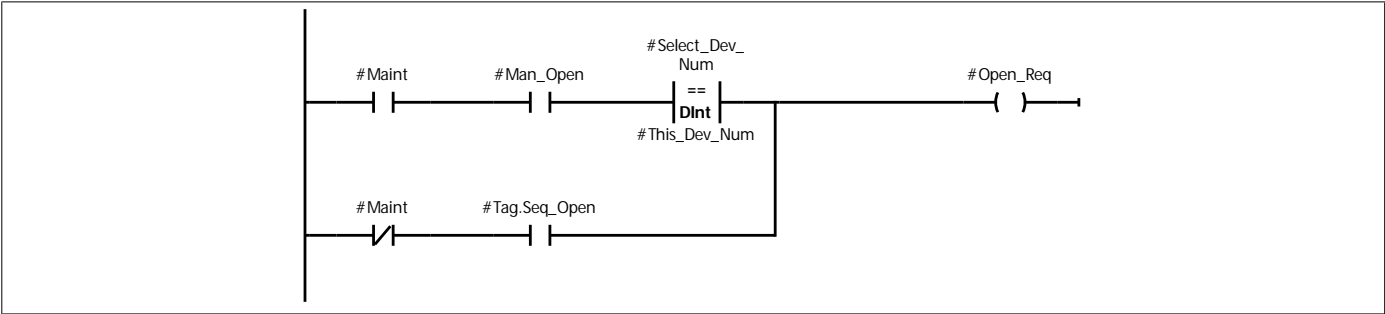 #Select_Dev_
Num
#Maint
#Man_Open
#Open_Req
==
DInt
#This_Dev_Num
#Maint
#Tag.Seq_Open